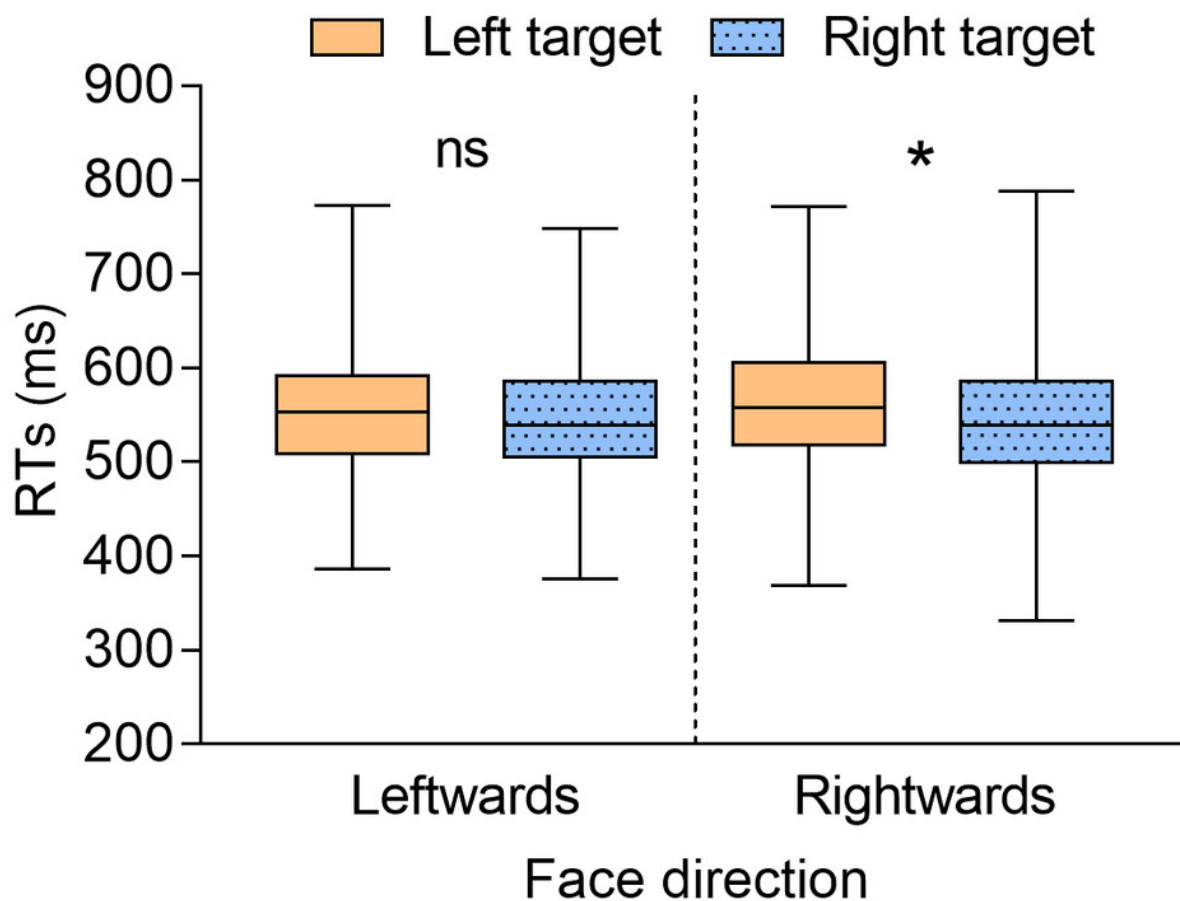 Left target Right target
900
ns *
800
700
600
500
400
300
200
RTs (ms)
Leftwards Rightwards
Face direction